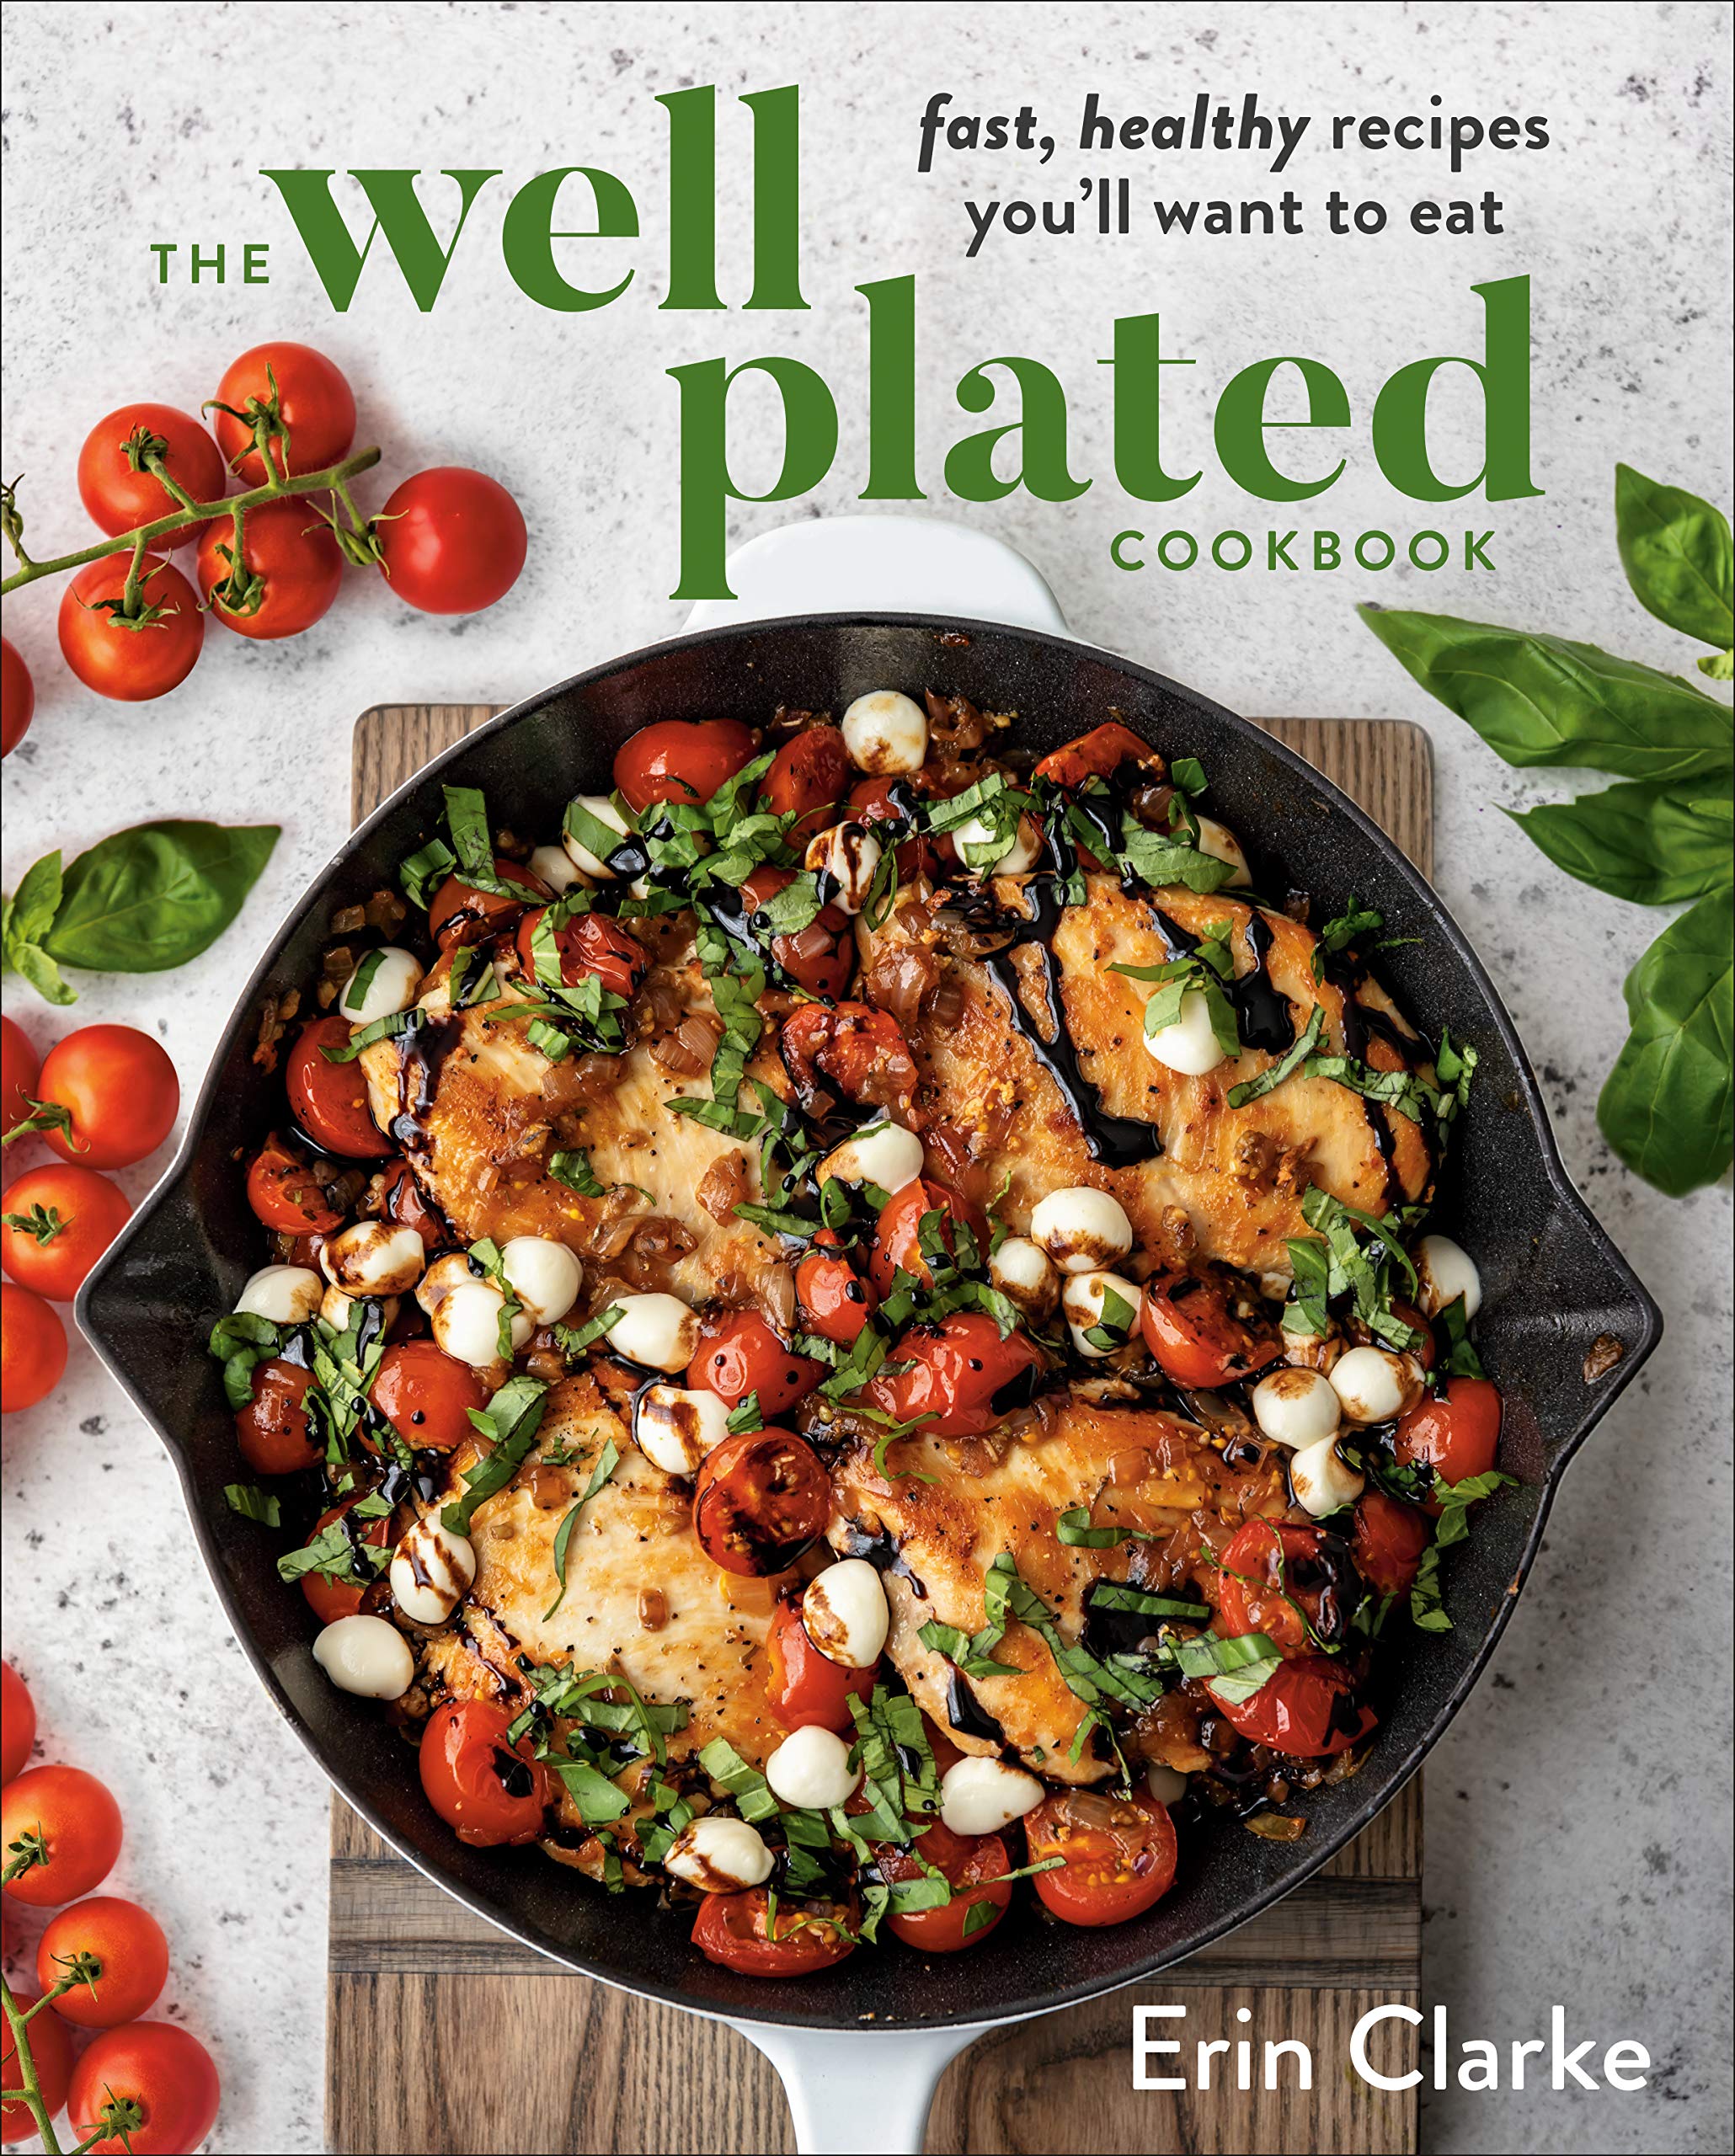 THE well
fast, healthy recipes
you'll want to eat
plated
COOKBOOK
Erin Clarke